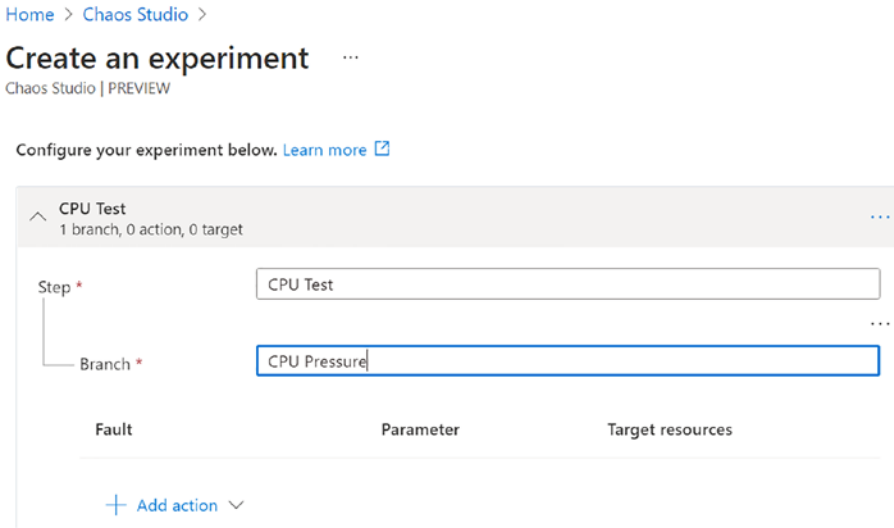 Home > Chaos Studio >
Create an experiment ...
Chaos Studio | PREVIEW
Configure your experiment below. Learn more
CPU Test
1 branch, 0 action, 0 target
...
Step * CPU Test
...
Branch * CPU Pressure
Fault Parameter Target resources
+ Add action